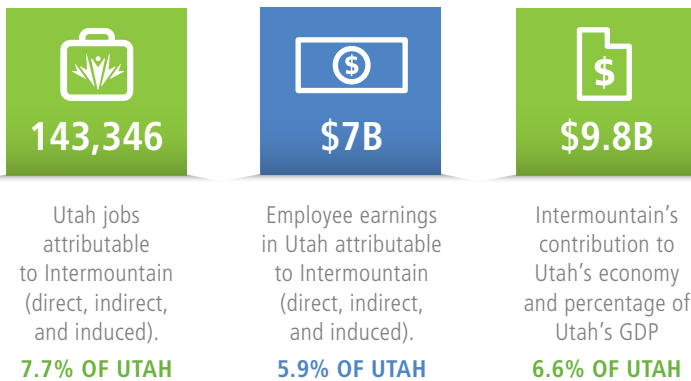 143,346
Utah jobs
attributable
to Intermountain
(direct, indirect,
and induced).
7.7% OF UTAH
$
$7B
Employee earnings
in Utah attributable
to Intermountain
(direct, indirect,
and induced).
5.9% OF UTAH
$
$9.8B
Intermountain's
contribution to
Utah's economy
and percentage of
Utah's GDP
6.6% OF UTAH